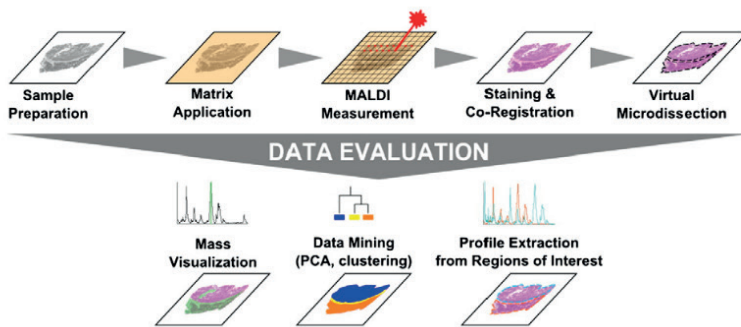 Sample
Preparation
Matrix
Application
MALDI
Measurement
Staining &
Co-Registration
Virtual
Microdissection
DATA EVALUATION
Mass
Visualization
Data Mining
(PCA, clustering)
Profile Extraction
from Regions of Interest